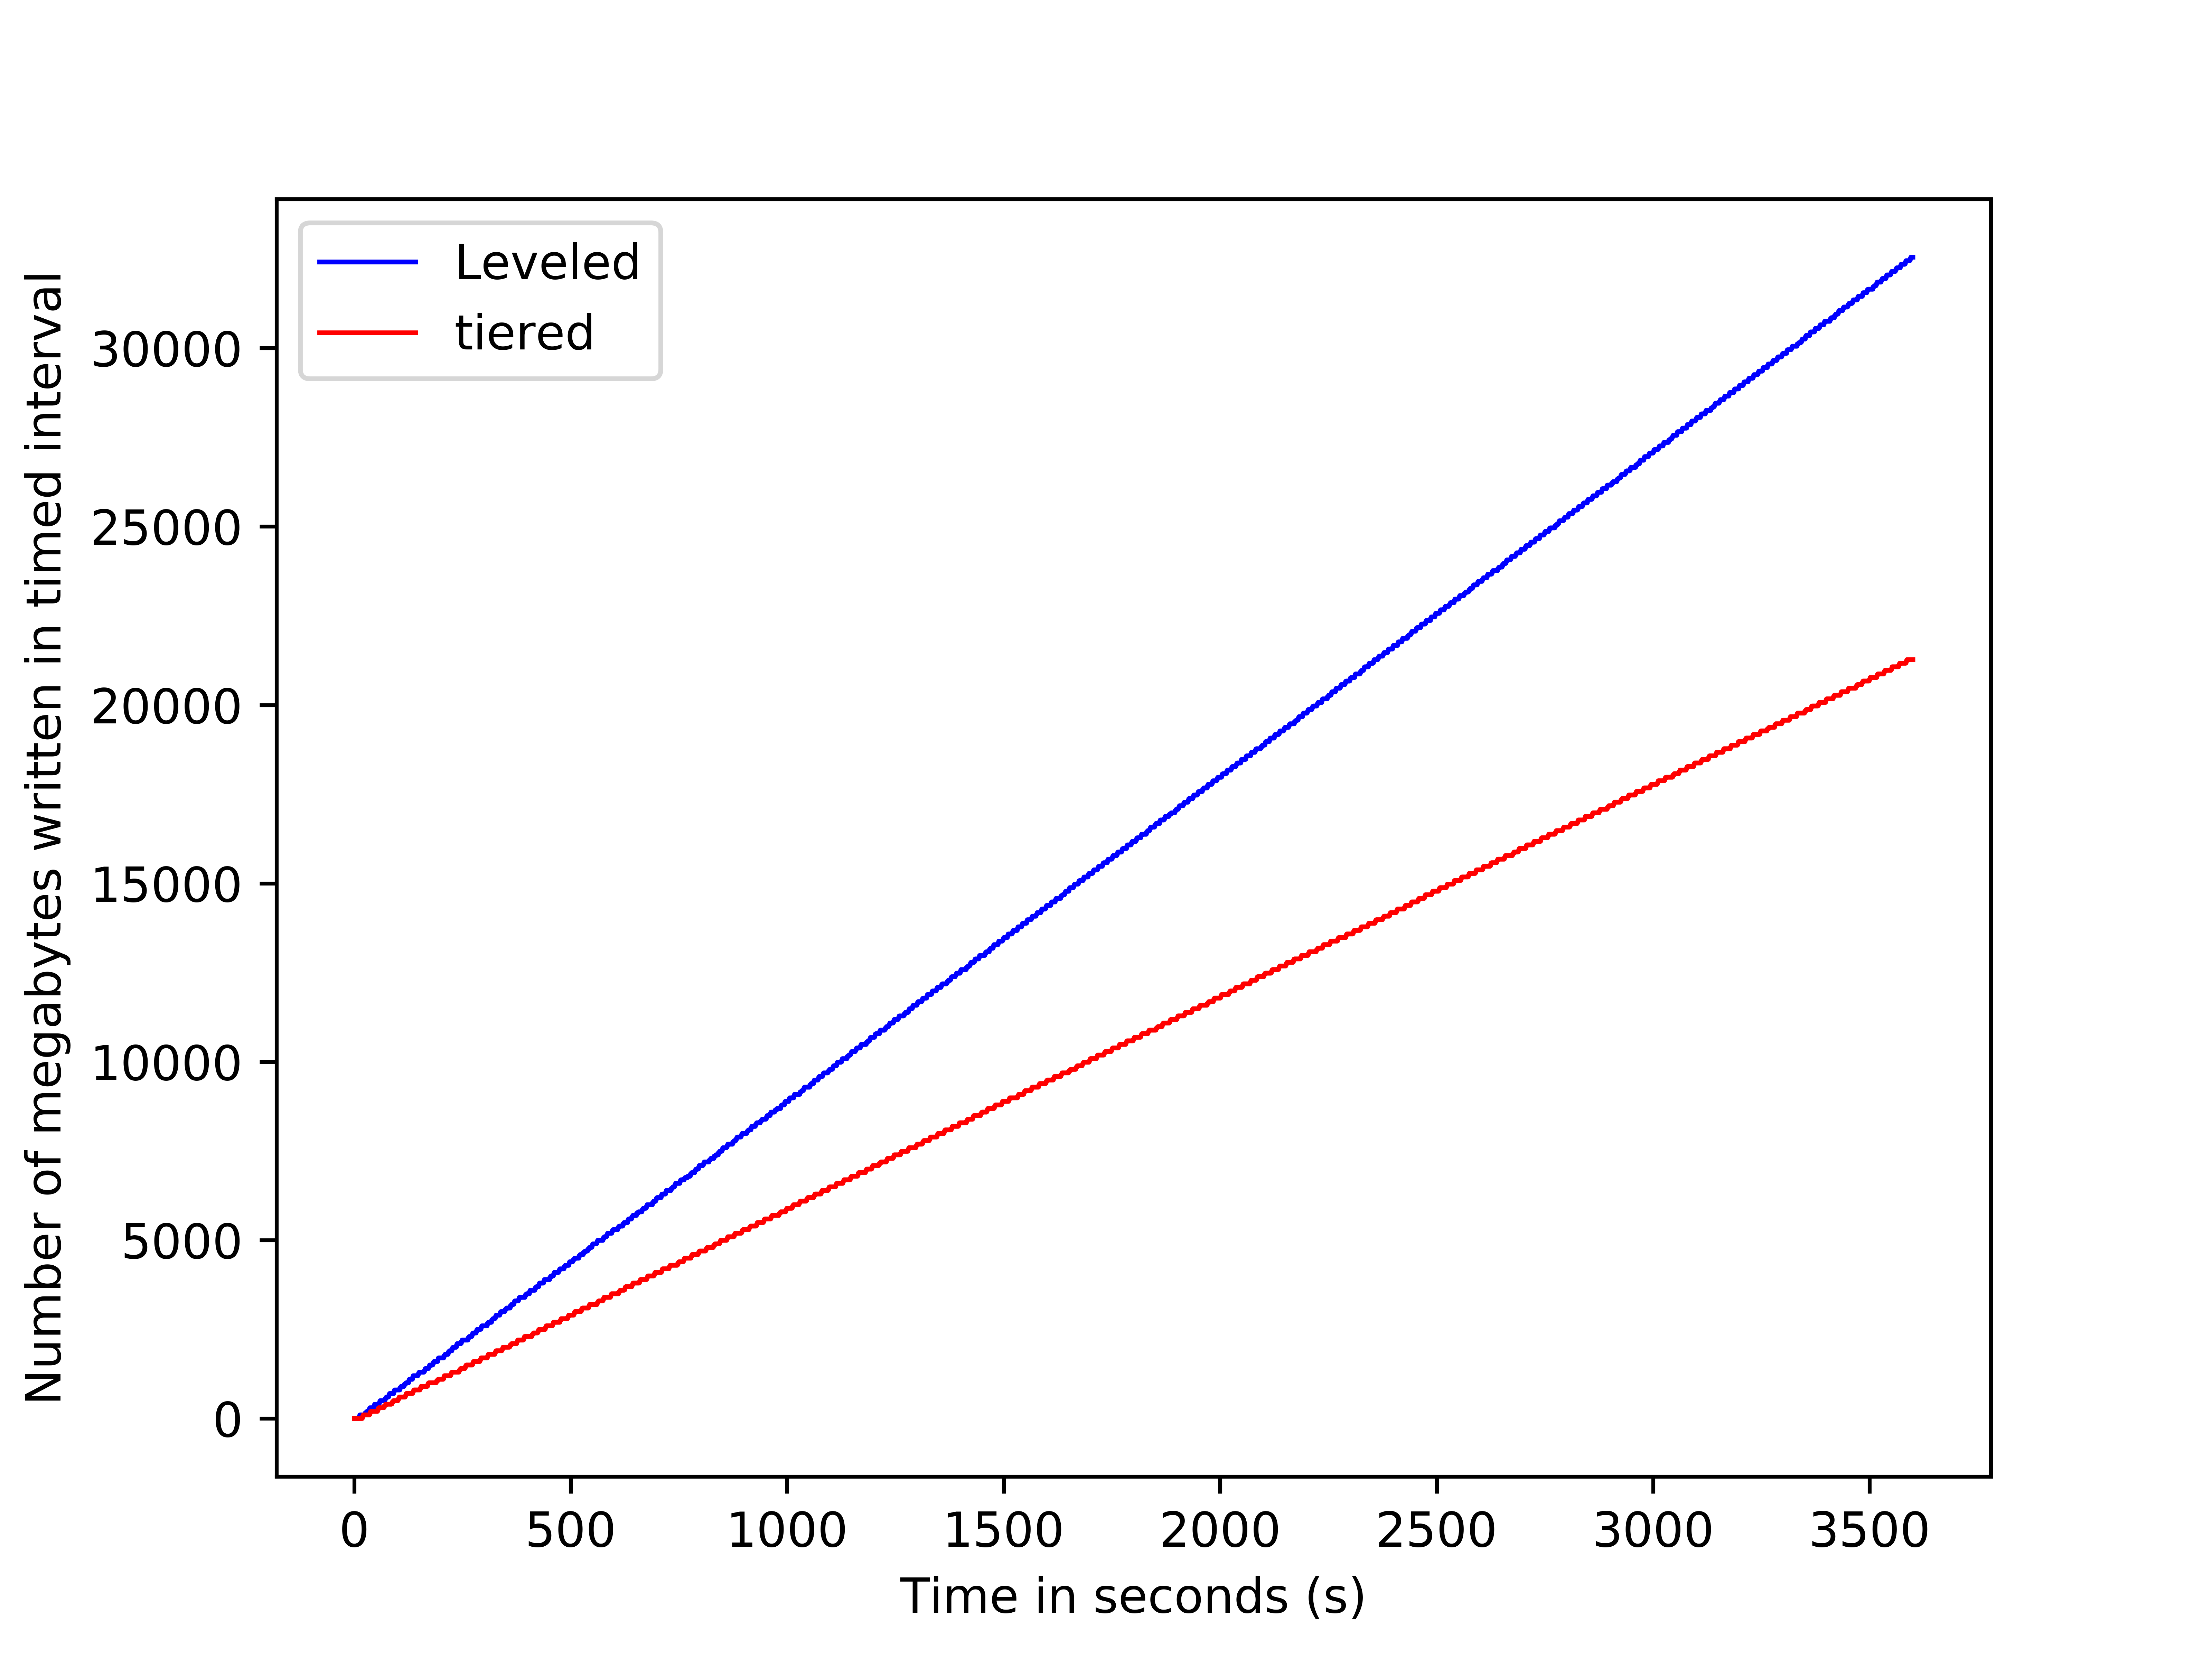 Leveled
tiered
Number of megabytes written in timed interval
30000
25000
20000
15000
10000
5000
0
0 500 1000 1500 2000 2500 3000 3500
Time in seconds (s)